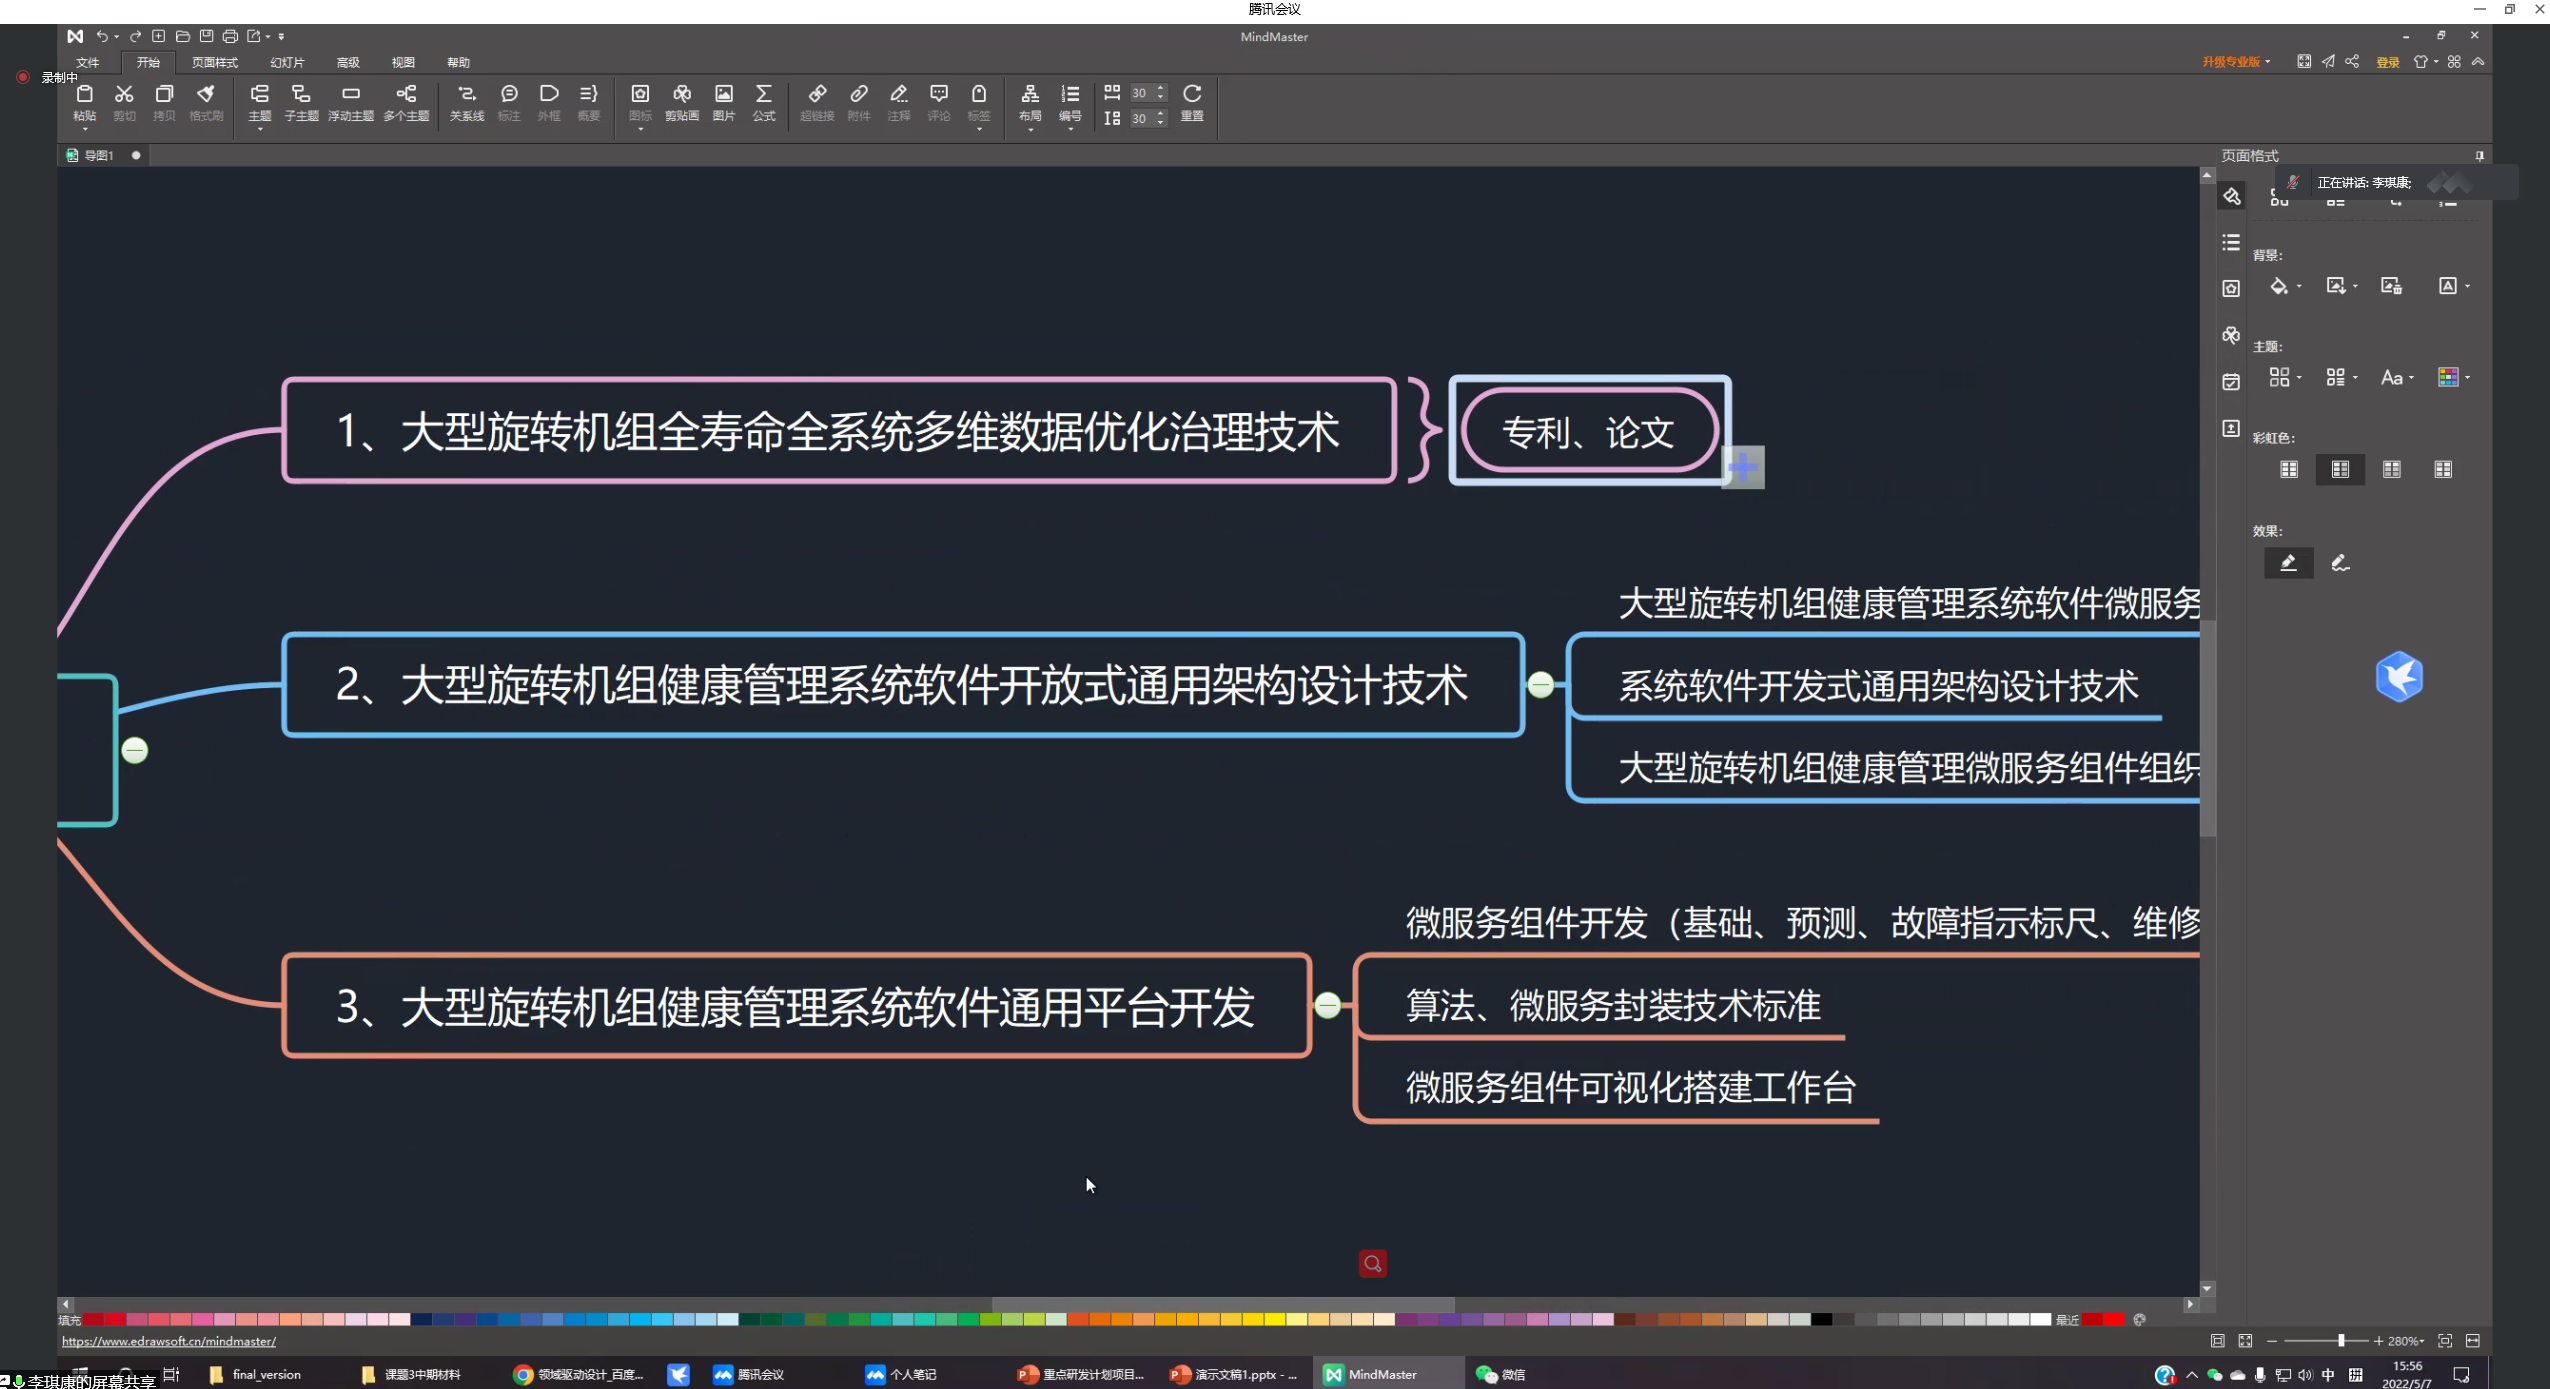 腾讯会议
MindMaster
文件 开始 页面样式 幻灯片 高级 视图 帮助
升级专业版 登录
录制中
粘贴 剪切 拷贝 格式刷 主题 子主题 浮动主题 多个主题 关系线 标注 外框 概要 图标 剪贴画 图片 公式 超链接 附件 注释 评论 标签 布局 编号 30 30 重置
导图1
页面格式
正在讲话: 李琪康;
背景:
主题:
Aa
彩虹色:
效果:
1、大型旋转机组全寿命全系统多维数据优化治理技术
专利、论文
大型旋转机组健康管理系统软件微服务
2、大型旋转机组健康管理系统软件开放式通用架构设计技术
系统软件开发式通用架构设计技术
大型旋转机组健康管理微服务组件组织
微服务组件开发（基础、预测、故障指示标尺、维修
3、大型旋转机组健康管理系统软件通用平台开发
算法、微服务封装技术标准
微服务组件可视化搭建工作台
填充
最近
https://www.edrawsoft.cn/mindmaster/
280%
李琪康的屏幕共享
final_version
课题3中期材料
领域驱动设计_百度...
腾讯会议
个人笔记
重点研发计划项目...
演示文稿1.pptx - ...
MindMaster
微信
中
15:56
2022/5/7